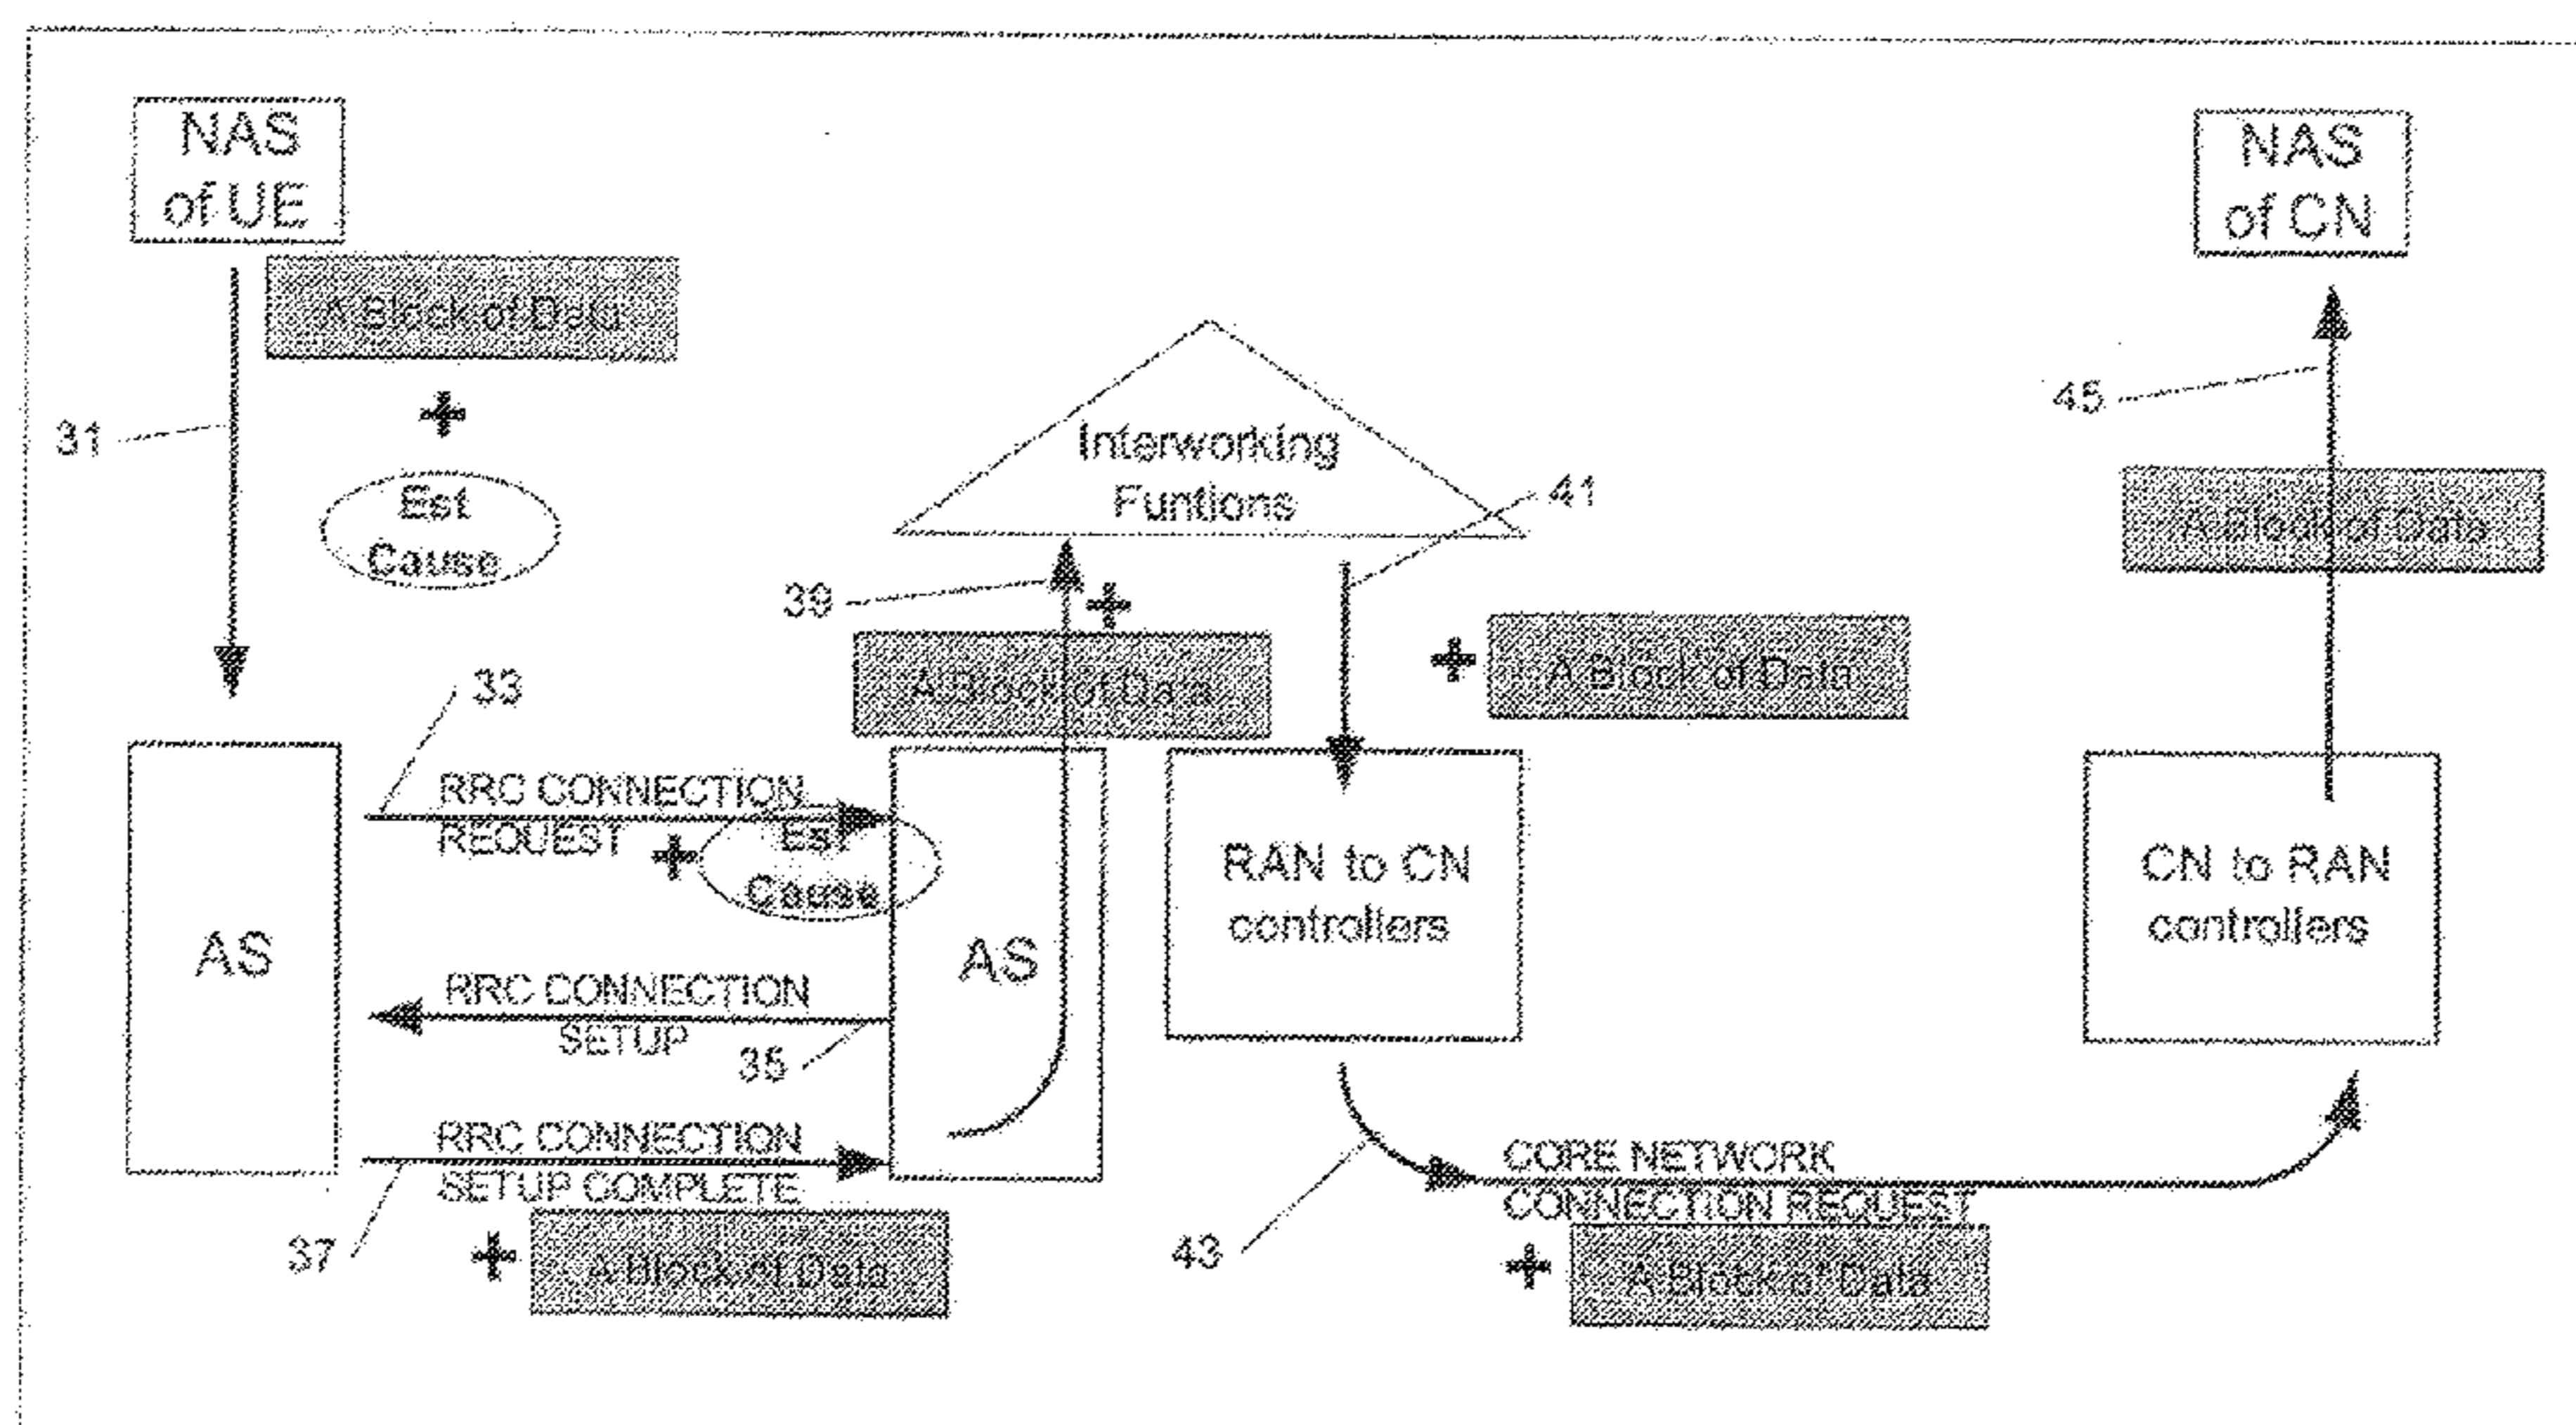 NAS
of UE
NAS
of CN
A Block of Data
+
Est
Cause
31
Interworking
Funtions
41
45
A Block of Data
39
+
A Block of Data
+
A Block of Data
33
RRC CONNECTION
REQUEST
+
Est
Cause
AS
AS
RAN to CN
controllers
CN to RAN
controllers
RRC CONNECTION
SETUP
35
RRC CONNECTION
SETUP COMPLETE
37
+
A Block of Data
43
CORE NETWORK
CONNECTION REQUEST
+
A Block of Data